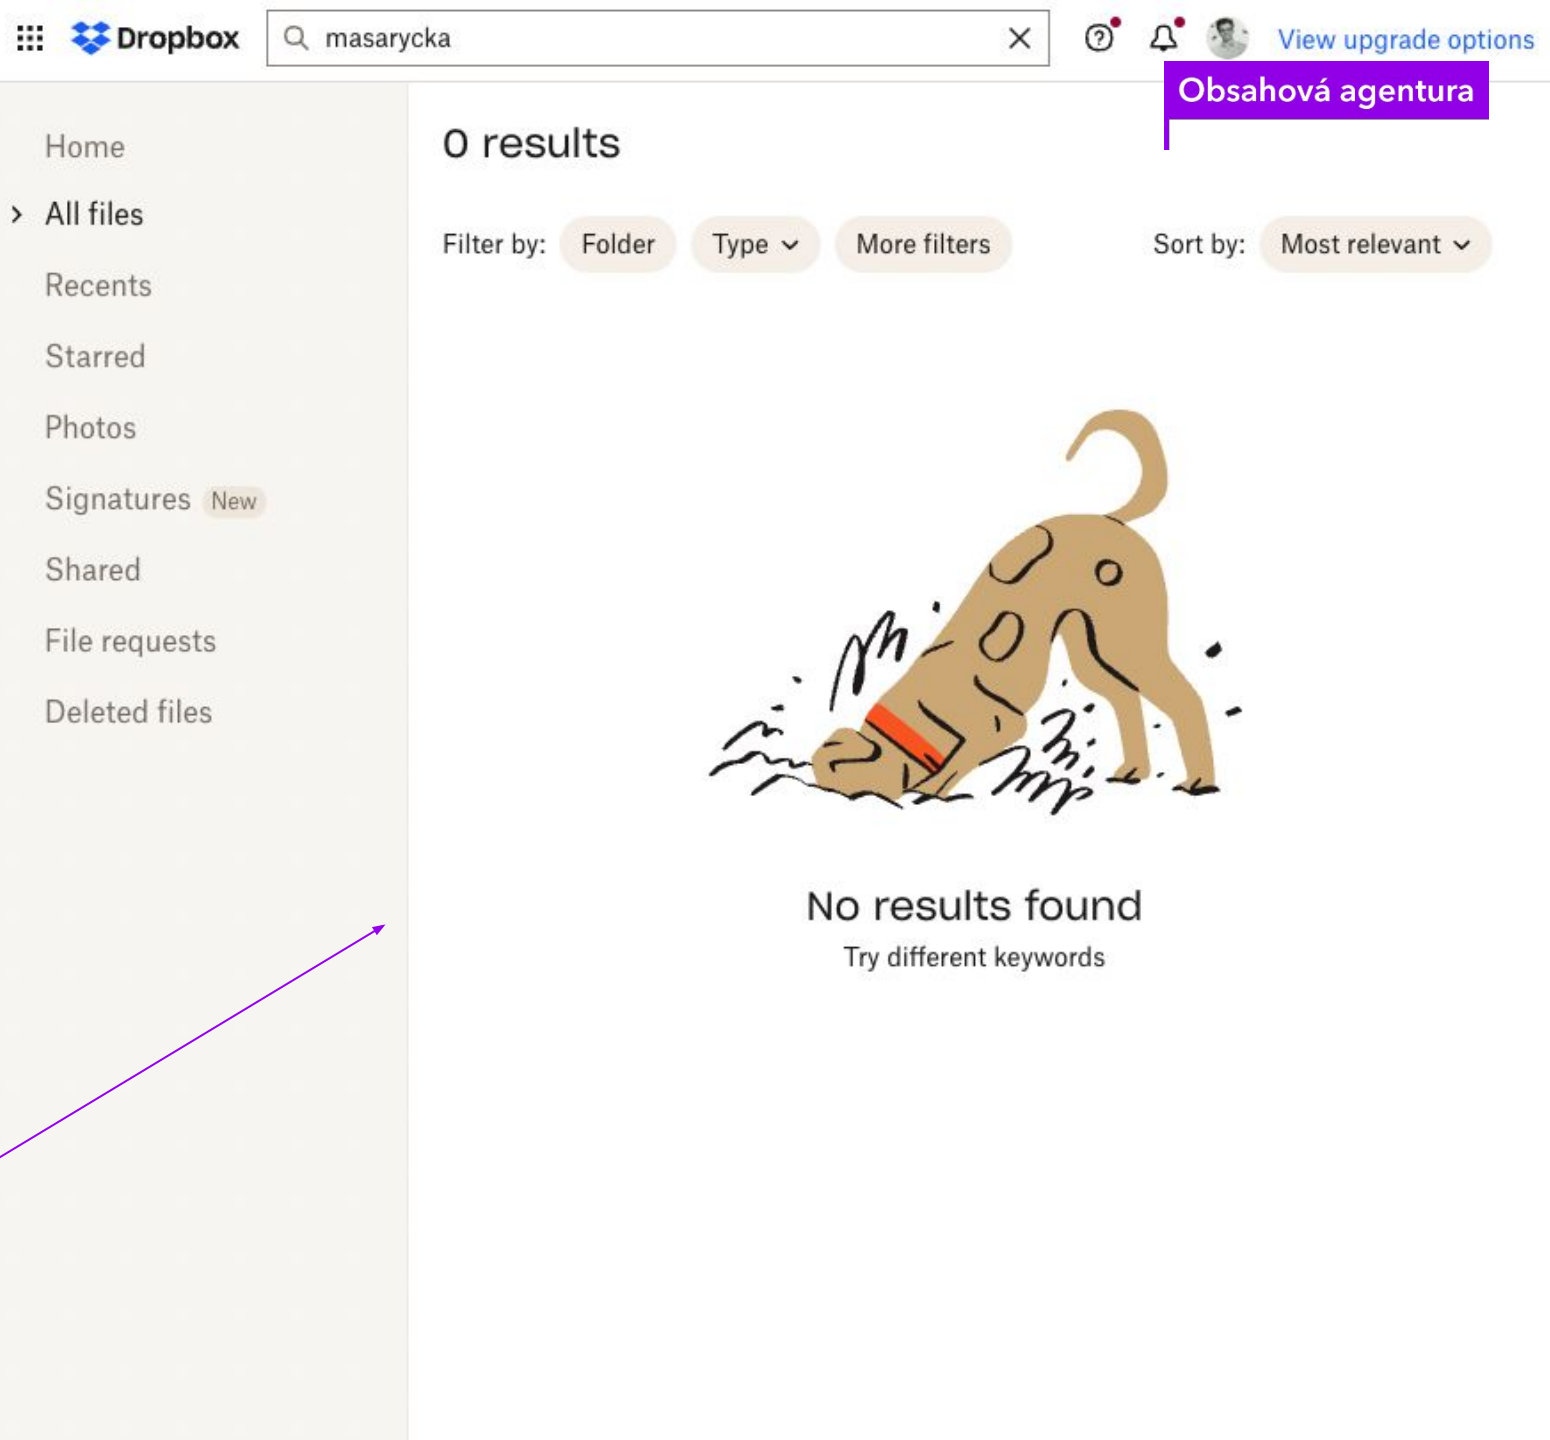 Dropbox
masarycka
View upgrade options
Obsahová agentura
Home
All files
Recents
Starred
Photos
Signatures New
Shared
File requests
Deleted files
0 results
Filter by: Folder Type More filters Sort by: Most relevant
No results found
Try different keywords